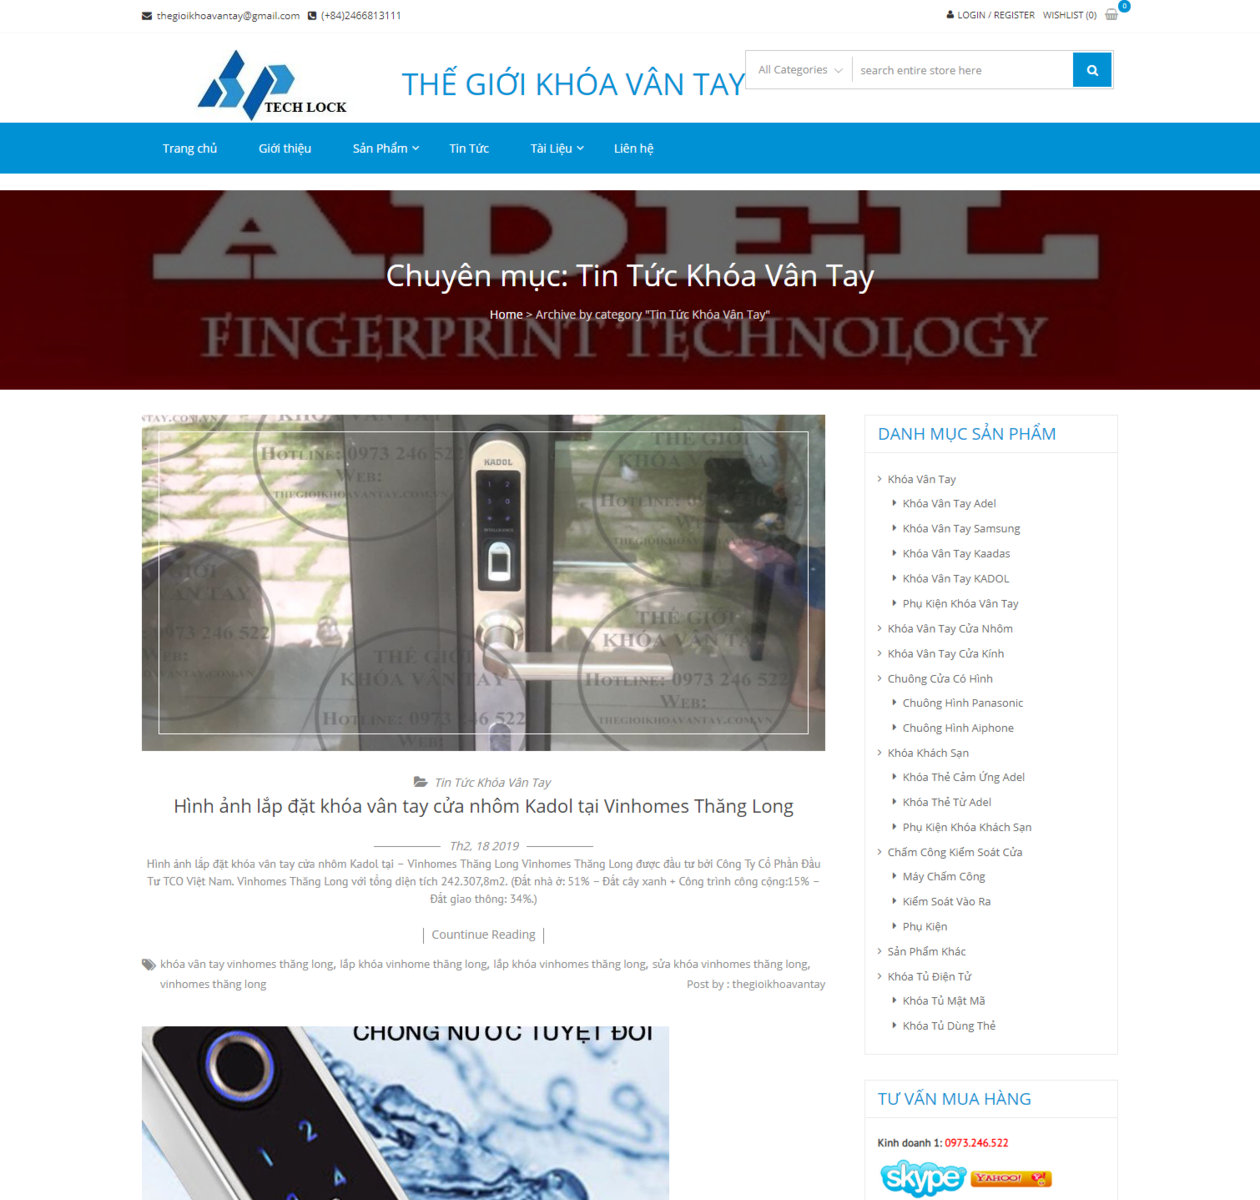 thegioikhoavantay@gmail.com (+84)2466813111
LOGIN / REGISTER WISHLIST (0) 0
TECH LOCK
THẾ GIỚI KHÓA VÂN TAY
All Categories search entire store here
Trang chủ Giới thiệu Sản Phẩm Tin Tức Tài Liệu Liên hệ
ADEL
Chuyên mục: Tin Tức Khóa Vân Tay
Home > Archive by category "Tin Tức Khóa Vân Tay"
FINGERPRINT TECHNOLOGY
KADOL
THẾ GIỚI
KHÓA VÂN TAY
HOTLINE: 0973 246 522
WEB:
THEGIOIKHOAVANTAY.COM.VN
Tin Tức Khóa Vân Tay
Hình ảnh lắp đặt khóa vân tay cửa nhôm Kadol tại Vinhomes Thăng Long
Th2, 18 2019
Hình ảnh lắp đặt khóa vân tay cửa nhôm Kadol tại – Vinhomes Thăng Long Vinhomes Thăng Long được đầu tư bởi Công Ty Cổ Phần Đầu
Tư TCO Việt Nam. Vinhomes Thăng Long với tổng diện tích 242.307,8m2. (Đất nhà ở: 51% – Đất cây xanh + Công trình công cộng:15% –
Đất giao thông: 34%.)
Countinue Reading
khóa vân tay vinhomes thăng long, lắp khóa vinhome thăng long, lắp khóa vinhomes thăng long, sửa khóa vinhomes thăng long,
vinhomes thăng long
Post by : thegioikhoavantay
CHỐNG NƯỚC TUYỆT ĐỐI
1 2
4
DANH MỤC SẢN PHẨM
Khóa Vân Tay
Khóa Vân Tay Adel
Khóa Vân Tay Samsung
Khóa Vân Tay Kaadas
Khóa Vân Tay KADOL
Phụ Kiện Khóa Vân Tay
Khóa Vân Tay Cửa Nhôm
Khóa Vân Tay Cửa Kính
Chuông Cửa Có Hình
Chuông Hình Panasonic
Chuông Hình Aiphone
Khóa Khách Sạn
Khóa Thẻ Cảm Ứng Adel
Khóa Thẻ Từ Adel
Phụ Kiện Khóa Khách Sạn
Chấm Công Kiểm Soát Cửa
Máy Chấm Công
Kiểm Soát Vào Ra
Phụ Kiện
Sản Phẩm Khác
Khóa Tủ Điện Tử
Khóa Tủ Mật Mã
Khóa Tủ Dùng Thẻ
TƯ VẤN MUA HÀNG
Kinh doanh 1: 0973.246.522
skype YAHOO!